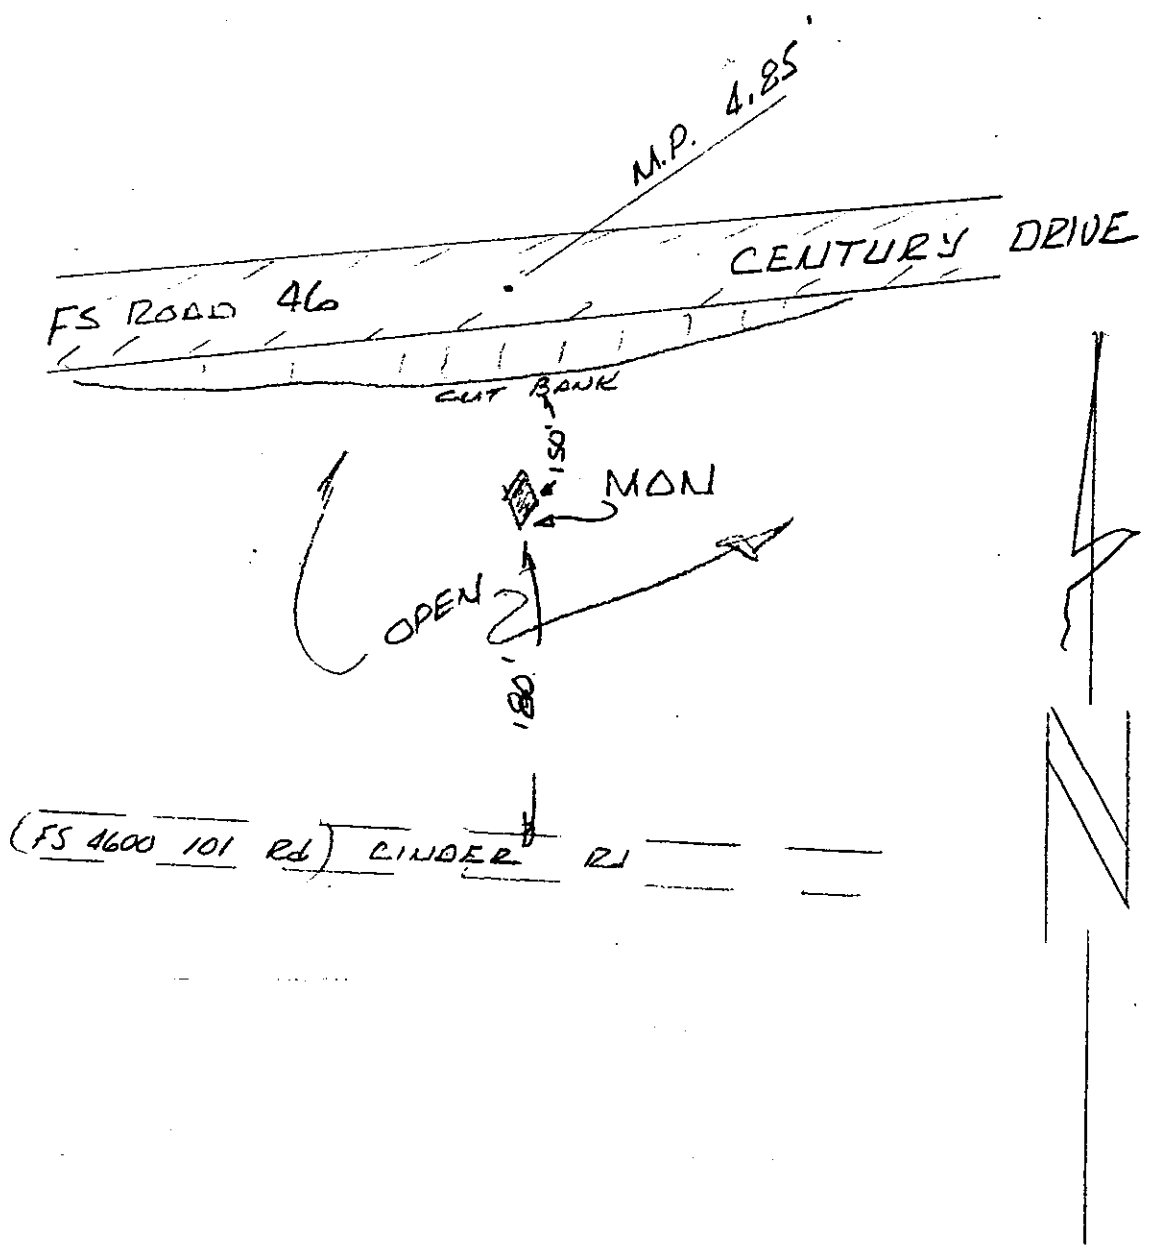 M.P. 4.85'
CENTURY DRIVE
FS ROAD 46
CUT BANK
150'
MON
OPEN
180'
(FS 4600 101 Rd) CINDER Rd
N